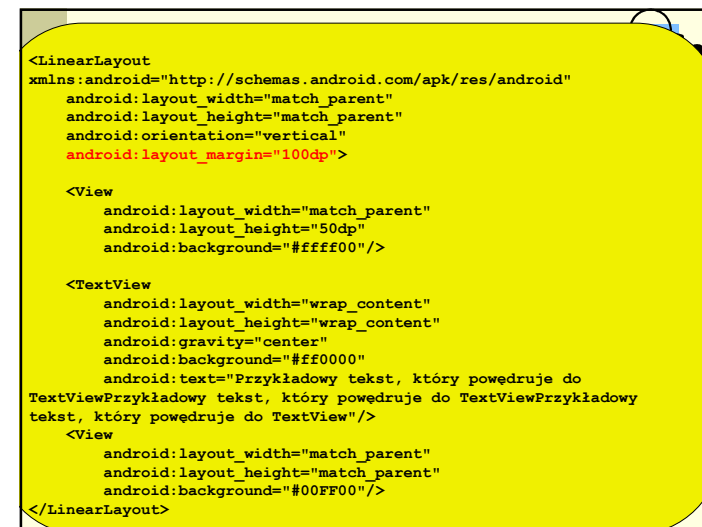 <LinearLayout
xmlns:android="http://schemas.android.com/apk/res/android"
    android:layout_width="match_parent"
    android:layout_height="match_parent"
    android:orientation="vertical"
    android:layout_margin="100dp">

    <View
        android:layout_width="match_parent"
        android:layout_height="50dp"
        android:background="#ffff00"/>

    <TextView
        android:layout_width="wrap_content"
        android:layout_height="wrap_content"
        android:gravity="center"
        android:background="#ff0000"
        android:text="Przykładowy tekst, który powędruje do
TextViewPrzykładowy tekst, który powędruje do TextViewPrzykładowy
tekst, który powędruje do TextView"/>
    <View
        android:layout_width="match_parent"
        android:layout_height="match_parent"
        android:background="#00FF00"/>
</LinearLayout>